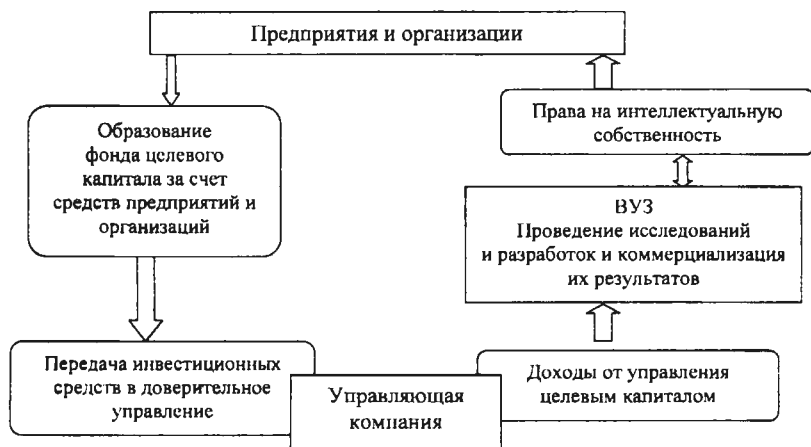 Предприятия и организации
Образование
фонда целевого
капитала за счет
средств предприятий и
организаций
Права на интеллектуальную
собственность
ВУЗ
Проведение исследований
и разработок и коммерциализация
их результатов
Передача инвестиционных
средств в доверительное
управление
Управляющая
компания
Доходы от управления
целевым капиталом